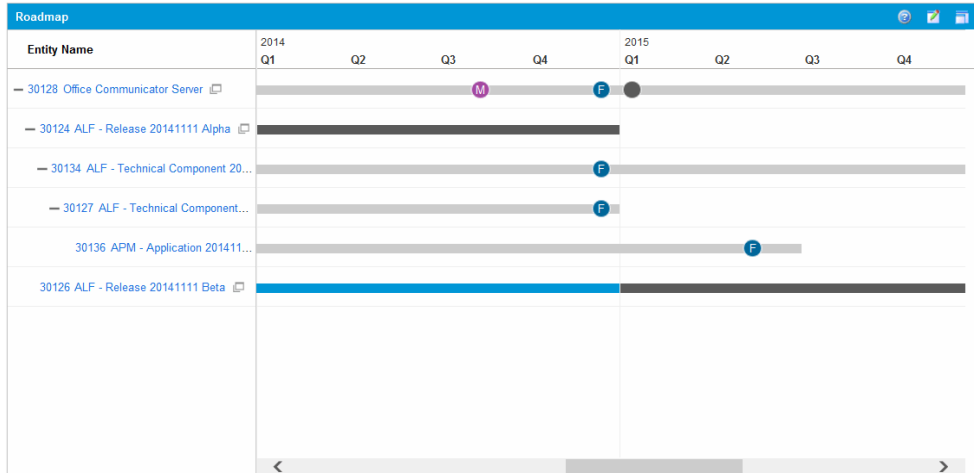 Roadmap
Entity Name
2014 2015
Q1 Q2 Q3 Q4 Q1 Q2 Q3 Q4
30128 Office Communicator Server
M F
30124 ALF - Release 20141111 Alpha
30134 ALF - Technical Component 20...
F
30127 ALF - Technical Component...
F
30136 APM - Application 201411...
F
30126 ALF - Release 20141111 Beta